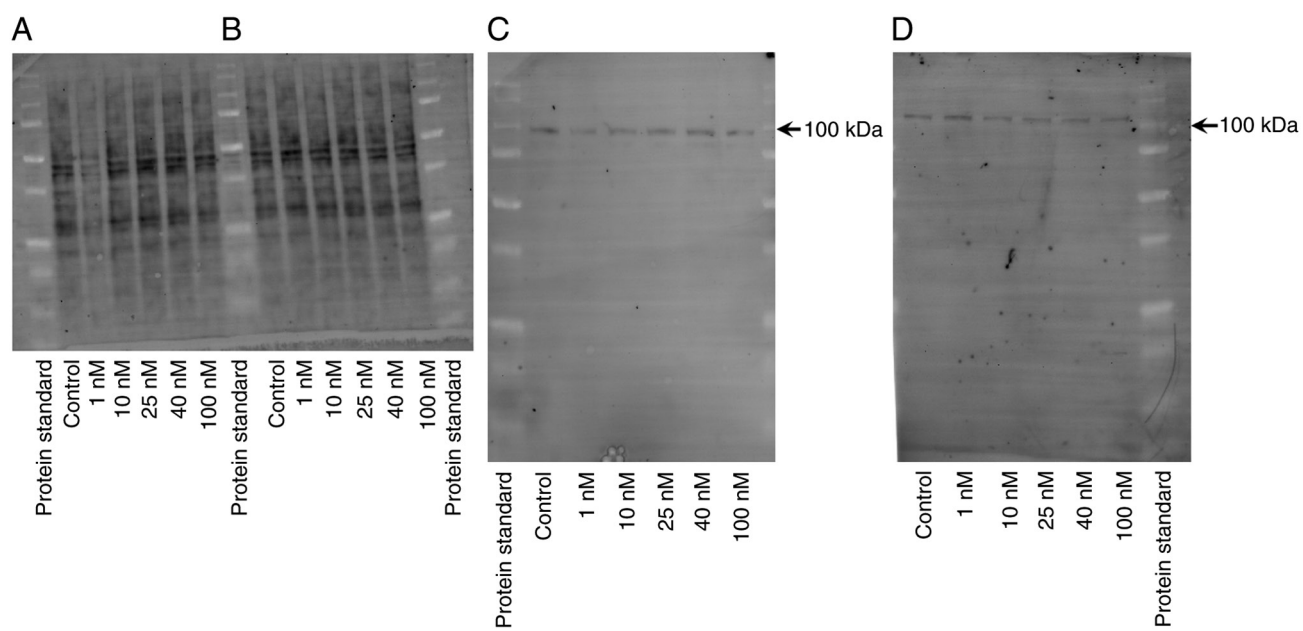 A
B
C
D
100 kDa
100 kDa
Protein standard
Control
1 nM
10 nM
25 nM
40 nM
100 nM
Protein standard
Control
1 nM
10 nM
25 nM
40 nM
100 nM
Protein standard
Protein standard
Control
1 nM
10 nM
25 nM
40 nM
100 nM
Control
1 nM
10 nM
25 nM
40 nM
100 nM
Protein standard